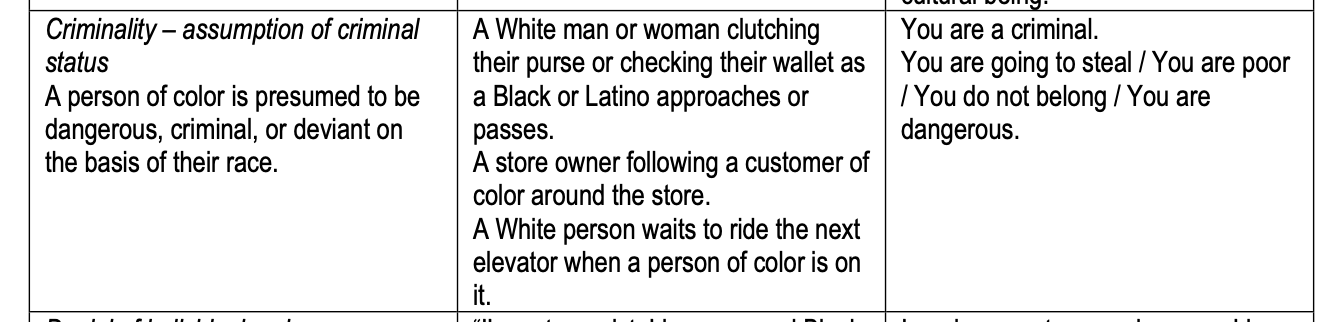 cultural being.
Criminality – assumption of criminal
status
A person of color is presumed to be
dangerous, criminal, or deviant on
the basis of their race.
A White man or woman clutching
their purse or checking their wallet as
a Black or Latino approaches or
passes.
A store owner following a customer of
color around the store.
A White person waits to ride the next
elevator when a person of color is on
it.
You are a criminal.
You are going to steal / You are poor
/ You do not belong / You are
dangerous.